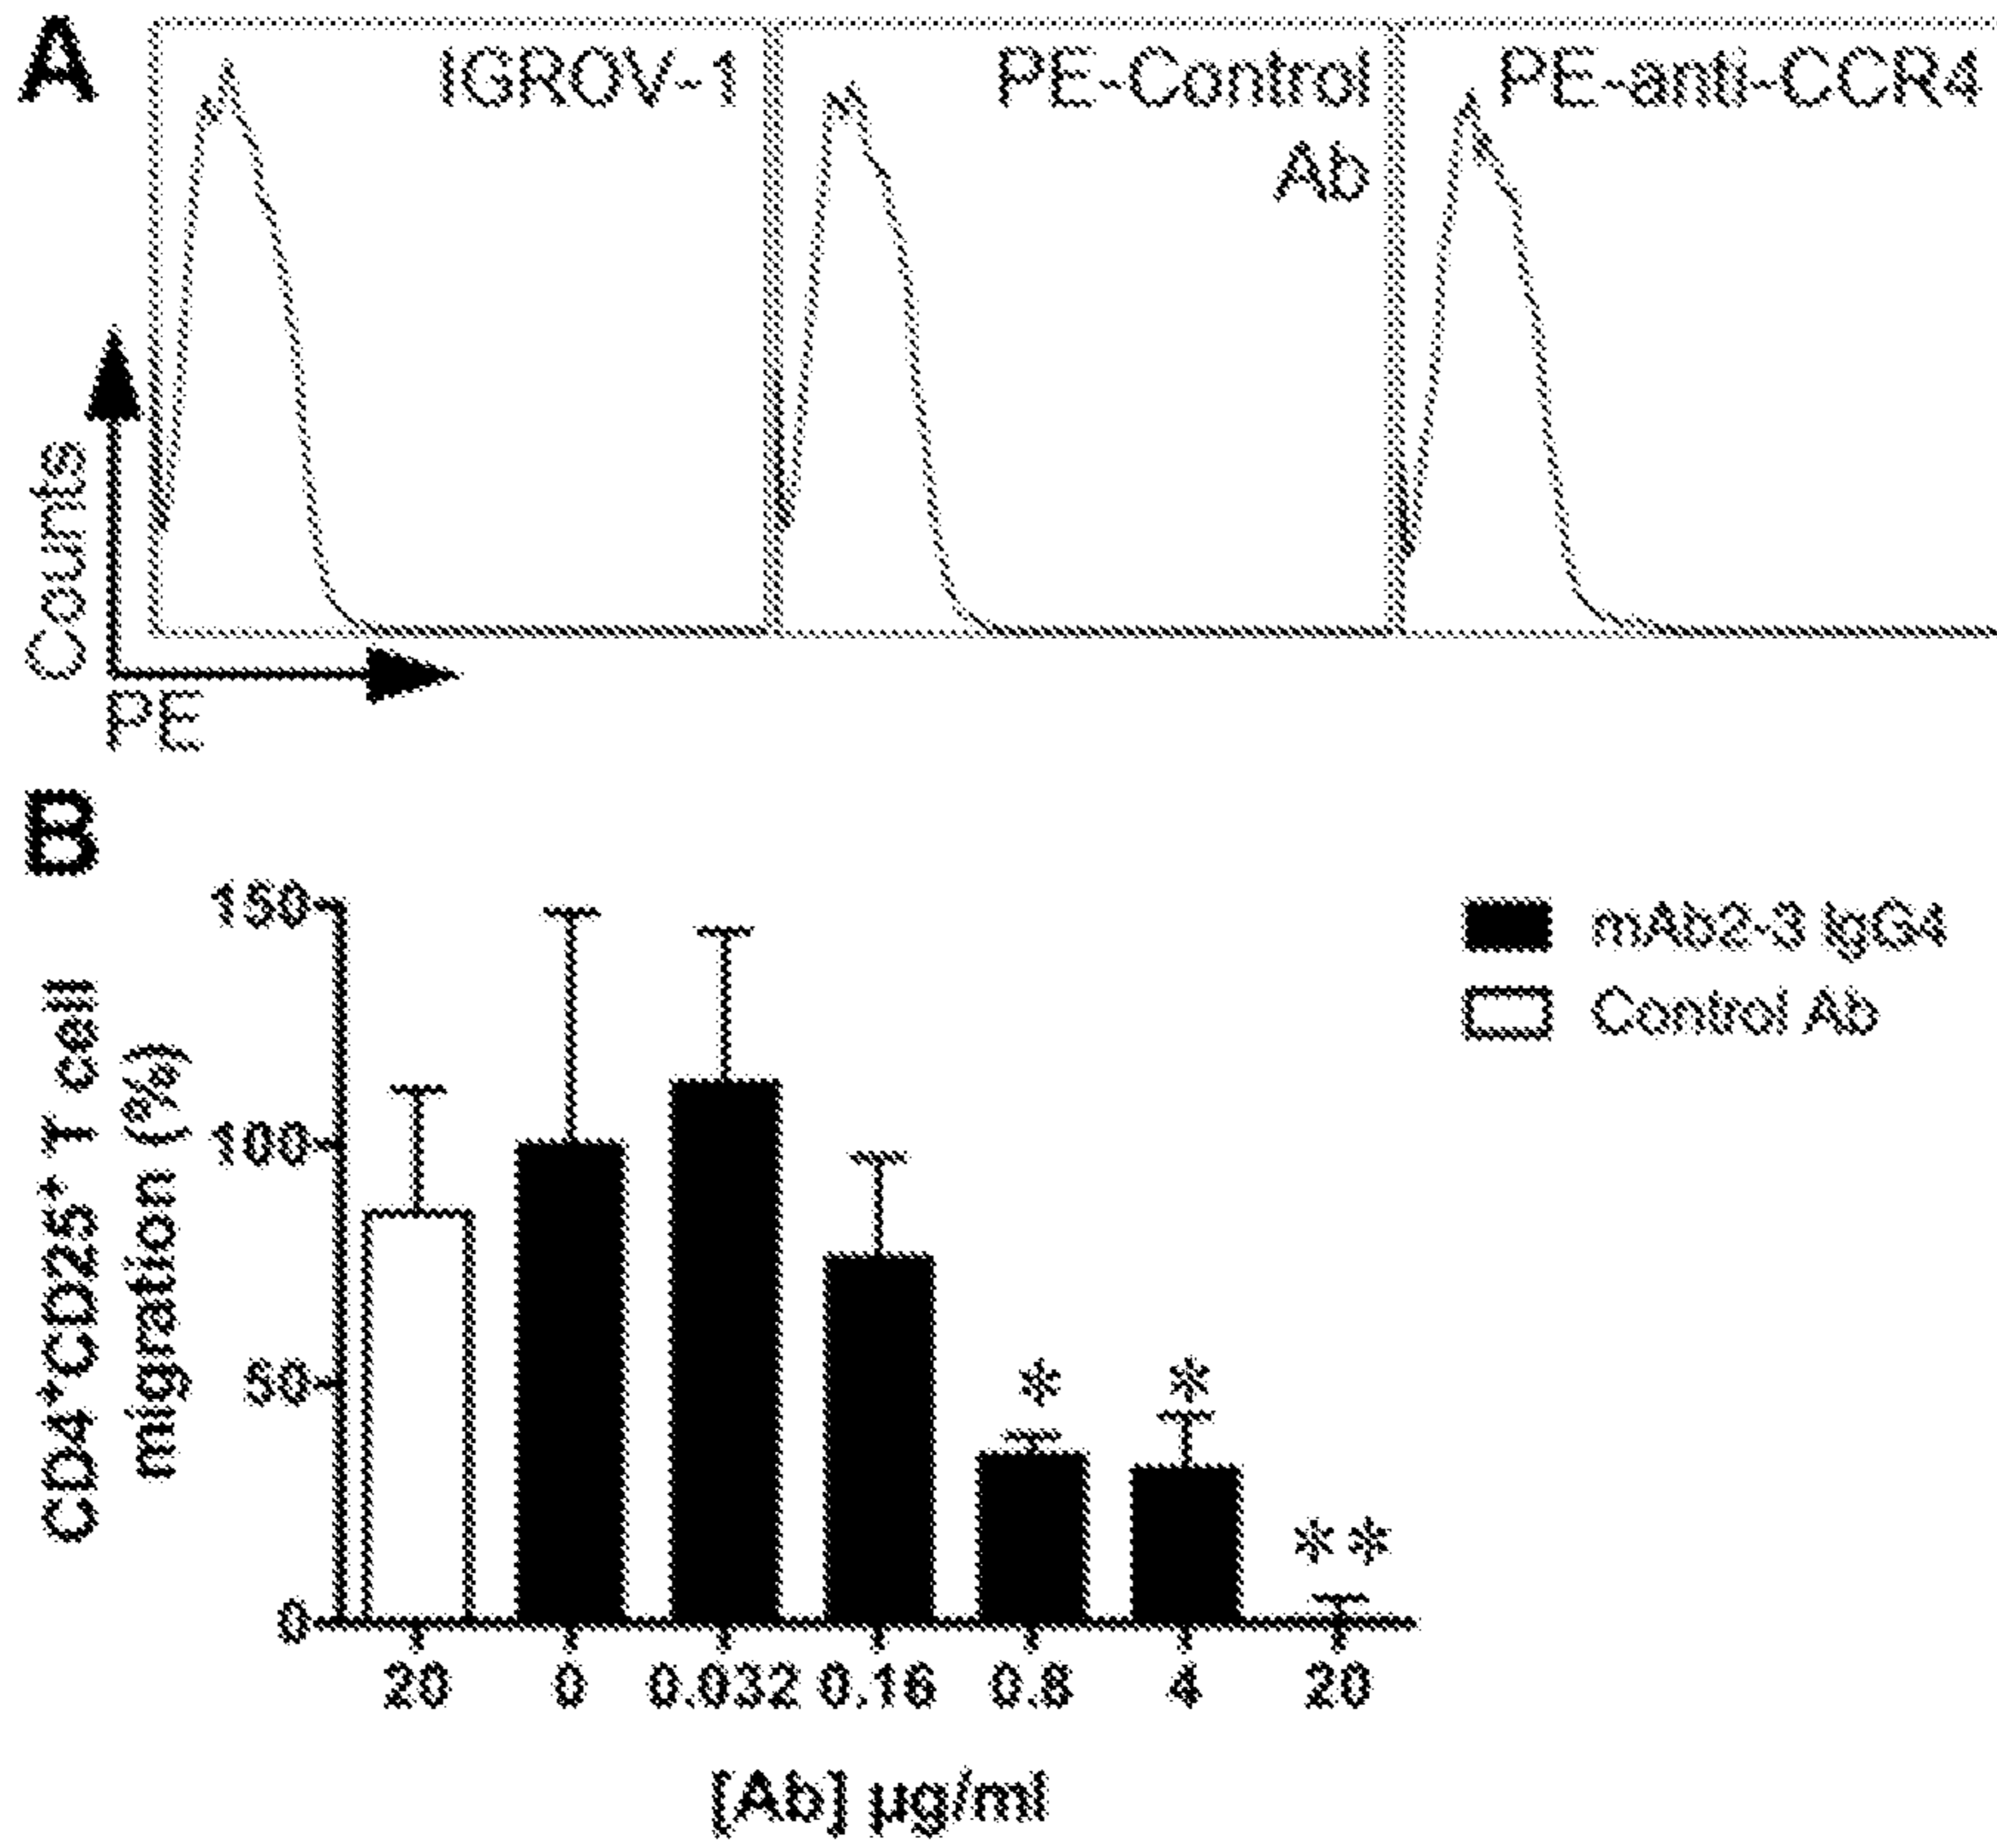 A
IGROV-1
PE-Control
Ab
PE-anti-CCR4
Counts
PE
B
150
100
50
0
CD4⁺CD25⁺ T cell
migration (%)
mAb2-3 IgG4
Control Ab
*
*
**
20 0 0.032 0.16 0.8 4 20
[Ab] µg/ml